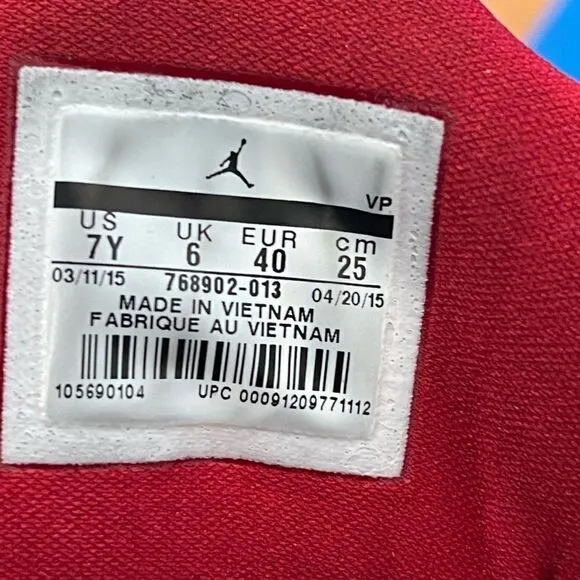 VP
US UK EUR cm
7Y 6 40 25
03/11/15 768902-013 04/20/15
MADE IN VIETNAM
FABRIQUE AU VIETNAM
105690104 UPC 00091209771112